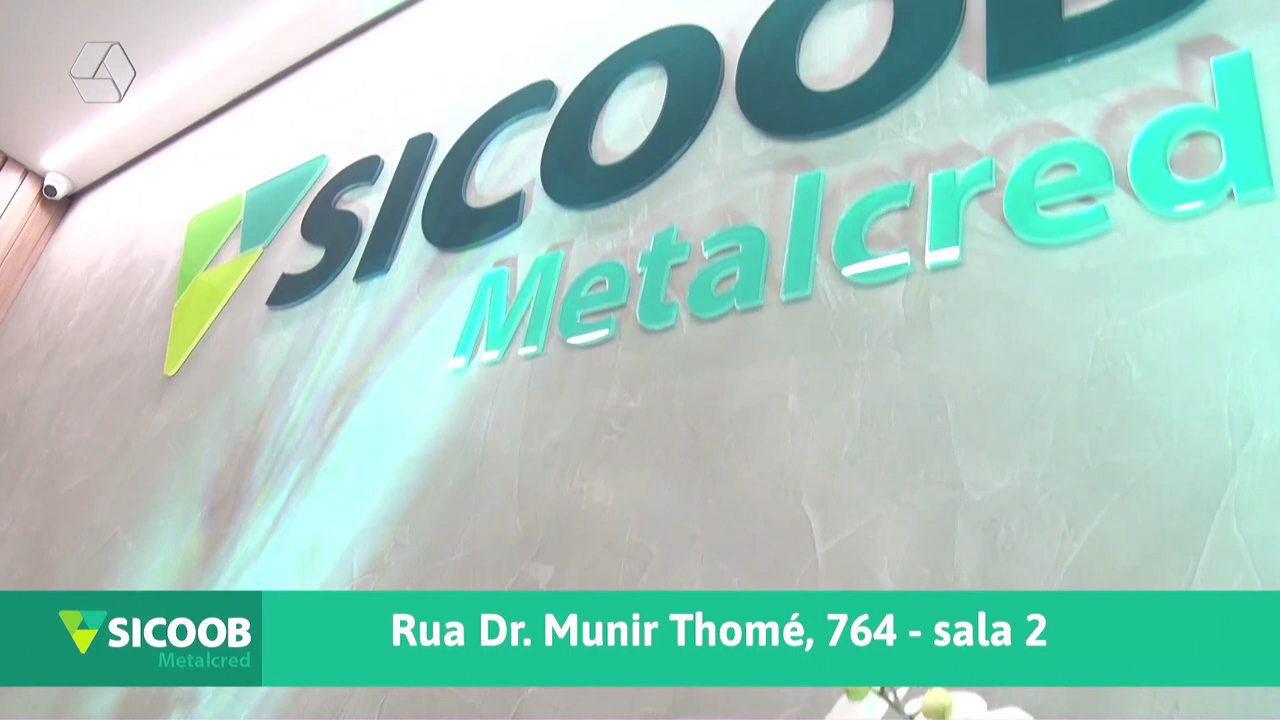 SICOOB
Metalcred
SICOOB
Metalcred
Rua Dr. Munir Thomé, 764 - sala 2